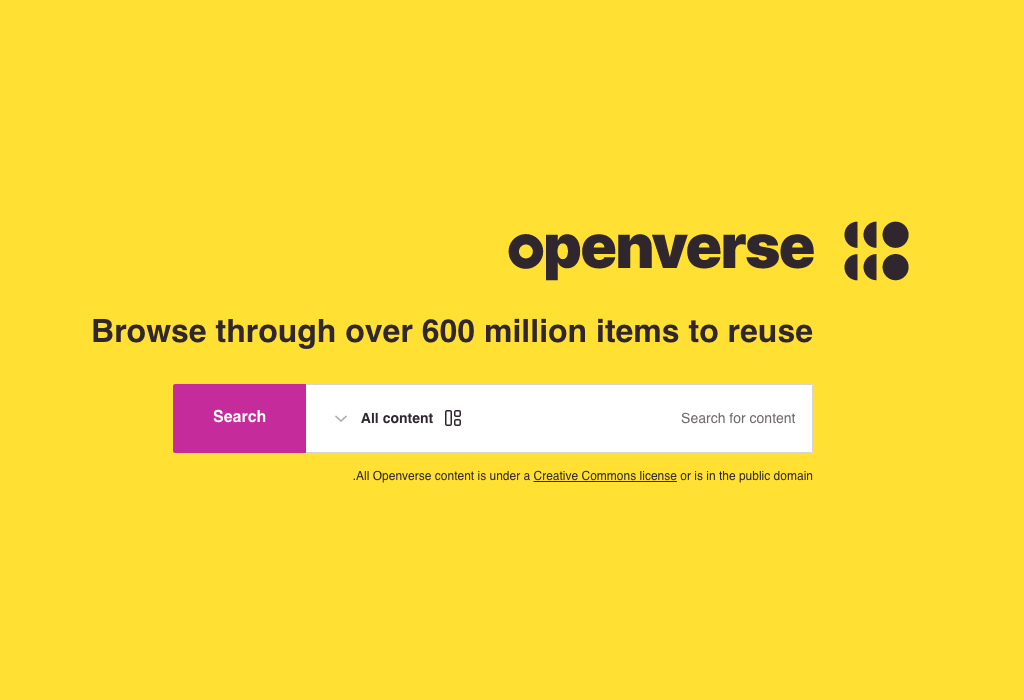 openverse
Browse through over 600 million items to reuse
Search for content
All content
Search
.All Openverse content is under a Creative Commons license or is in the public domain